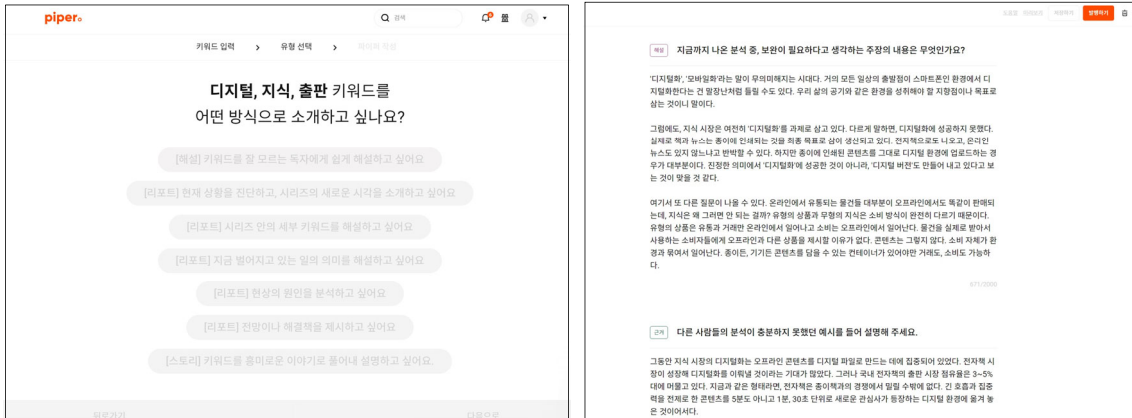 piper
검색
몰
키워드 입력 > 유형 선택 > 페이퍼 작성
디지털, 지식, 출판 키워드를
어떤 방식으로 소개하고 싶나요?
[해설] 키워드를 잘 모르는 독자에게 쉽게 해설하고 싶어요
[리포트] 현재 상황을 진단하고, 시리즈의 새로운 시각을 소개하고 싶어요
[리포트] 시리즈 안의 세부 키워드를 해설하고 싶어요
[리포트] 지금 벌어지고 있는 일의 의미를 해설하고 싶어요
[리포트] 현상의 원인을 분석하고 싶어요
[리포트] 전망이나 해결책을 제시하고 싶어요
[스토리] 키워드를 흥미로운 이야기로 풀어내 설명하고 싶어요.
뒤로가기
다음으로
도움말 미리보기 저장하기 발행하기
해설 지금까지 나온 분석 중, 보완이 필요하다고 생각하는 주장의 내용은 무엇인가요?
'디지털화', '모바일화'라는 말이 무의미해지는 시대다. 거의 모든 일상의 출발점이 스마트폰인 환경에서 디
지털화한다는 건 말장난처럼 들릴 수도 있다. 우리 삶의 공기와 같은 환경을 성취해야 할 지향점이나 목표로
삼는 것이니 말이다.
그럼에도, 지식 시장은 여전히 '디지털화'를 과제로 삼고 있다. 다르게 말하면, 디지털화에 성공하지 못했다.
실제로 책과 뉴스는 종이에 인쇄되는 것을 최종 목표로 삼아 생산되고 있다. 전자책으로도 나오고, 온라인
뉴스도 있지 않느냐고 반박할 수 있다. 하지만 종이에 인쇄된 콘텐츠를 그대로 디지털 환경에 업로드하는 경
우가 대부분이다. 진정한 의미에서 '디지털화'에 성공한 것이 아니라, '디지털 버전'도 만들어 내고 있다고 보
는 것이 맞을 것 같다.
여기서 또 다른 질문이 나올 수 있다. 온라인에서 유통되는 물건들 대부분이 오프라인에서도 똑같이 판매되
는데, 지식은 왜 그러면 안 되는 걸까? 유형의 상품과 무형의 지식은 소비 방식이 완전히 다르기 때문이다.
유형의 상품은 유통과 거래만 온라인에서 일어나고 소비는 오프라인에서 일어난다. 물건을 실제로 받아서
사용하는 소비자들에게 오프라인과 다른 상품을 제시할 이유가 없다. 콘텐츠는 그렇지 않다. 소비 자체가 환
경과 묶여서 일어난다. 종이든, 기기든 콘텐츠를 담을 수 있는 컨테이너가 있어야만 거래도, 소비도 가능하
다.
671/3000
근거 다른 사람들의 분석이 충분하지 못했던 예시를 들어 설명해 주세요.
그동안 지식 시장의 디지털화는 오프라인 콘텐츠를 디지털 파일로 만드는 데에 집중되어 있었다. 전자책 시
장이 성장해 디지털화를 이뤄낼 것이라는 기대가 많았다. 그러나 국내 전자책의 출판 시장 점유율은 3~5%
대에 머물고 있다. 지금과 같은 형태라면, 전자책은 종이책과의 경쟁에서 밀릴 수밖에 없다. 긴 호흡과 집중
력을 전제로 한 콘텐츠를 5분도 아니고 1분, 30초 단위로 새로운 관심사가 등장하는 디지털 환경에 옮겨 놓
은 것이어서다.